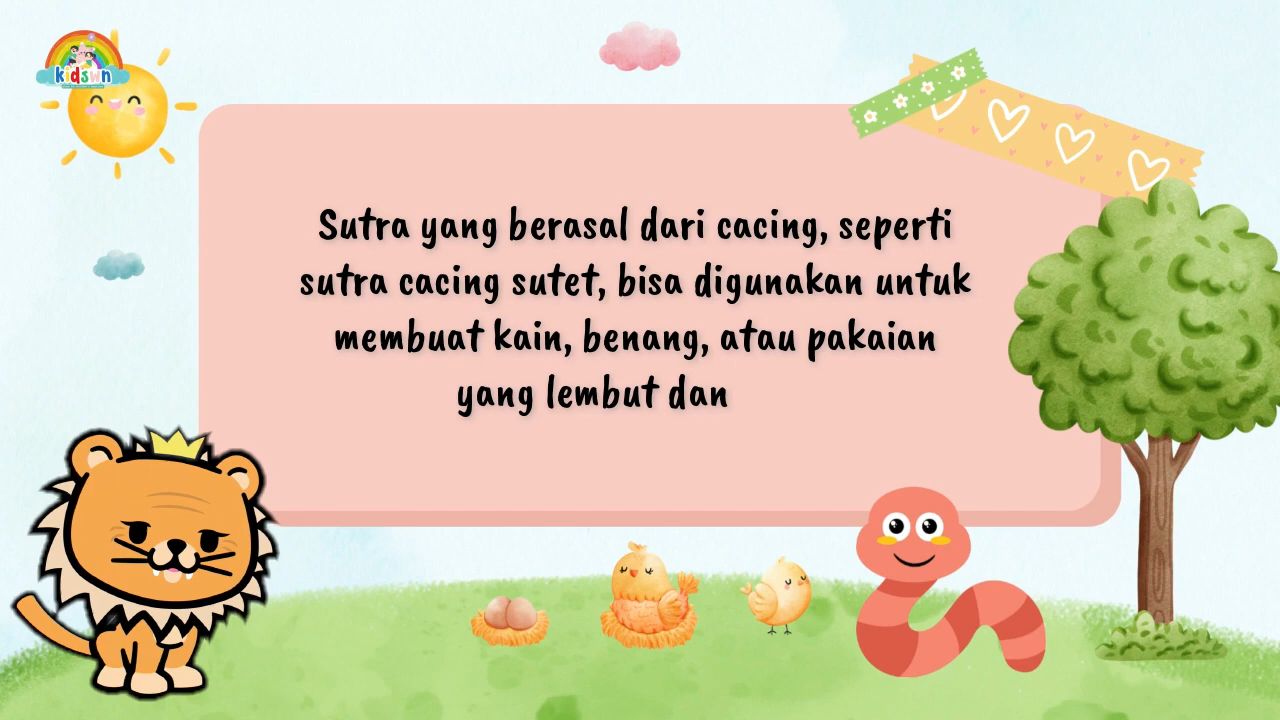 kidswn
Sutra yang berasal dari cacing, seperti
sutra cacing sutet, bisa digunakan untuk
membuat kain, benang, atau pakaian
yang lembut dan